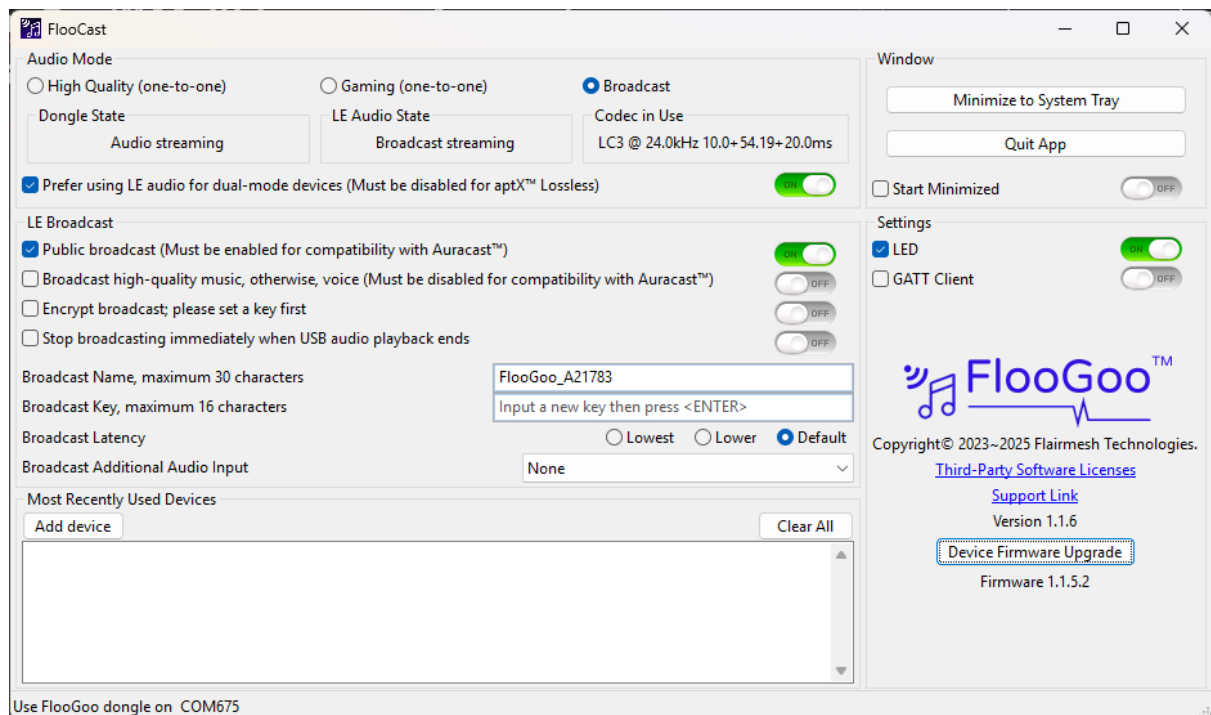 FlooCast
Audio Mode
High Quality (one-to-one)
Gaming (one-to-one)
Broadcast
Dongle State
Audio streaming
LE Audio State
Broadcast streaming
Codec in Use
LC3 @ 24.0kHz 10.0+54.19+20.0ms
Prefer using LE audio for dual-mode devices (Must be disabled for aptX™ Lossless)
ON
LE Broadcast
Public broadcast (Must be enabled for compatibility with Auracast™)
ON
Broadcast high-quality music, otherwise, voice (Must be disabled for compatibility with Auracast™)
OFF
Encrypt broadcast; please set a key first
OFF
Stop broadcasting immediately when USB audio playback ends
OFF
Broadcast Name, maximum 30 characters
FlooGoo_A21783
Broadcast Key, maximum 16 characters
Input a new key then press <ENTER>
Broadcast Latency
Lowest
Lower
Default
Broadcast Additional Audio Input
None
Most Recently Used Devices
Add device
Clear All
Window
Minimize to System Tray
Quit App
Start Minimized
OFF
Settings
LED
ON
GATT Client
OFF
FlooGoo™
Copyright© 2023~2025 Flairmesh Technologies.
Third-Party Software Licenses
Support Link
Version 1.1.6
Device Firmware Upgrade
Firmware 1.1.5.2
Use FlooGoo dongle on COM675